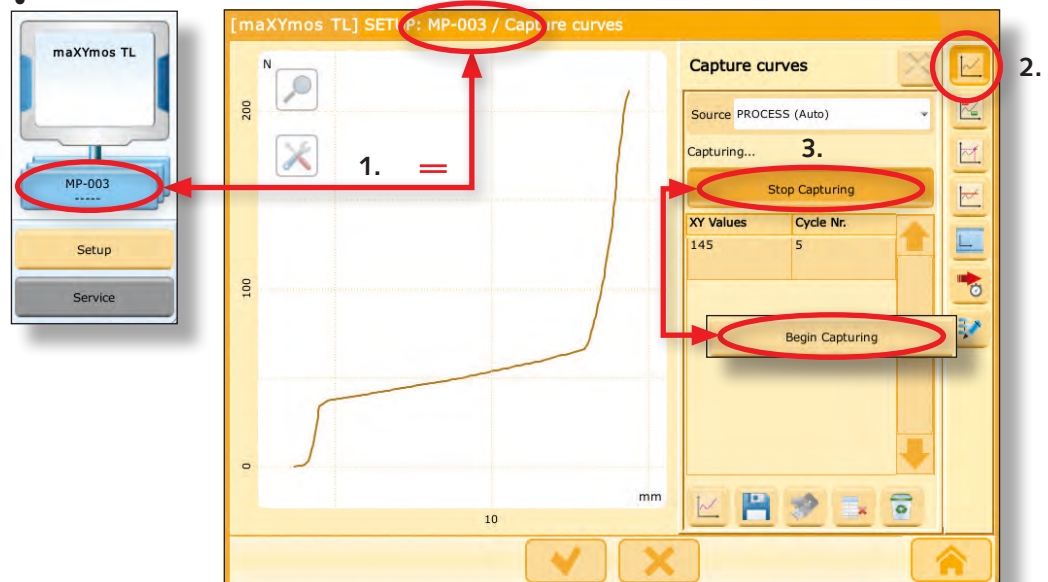 maXYmos TL
MP-003
-----
Setup
Service
[maXYmos TL] SETUP: MP-003 / Capture curves
N
200
100
0
10
mm
1. =
Capture curves
2.
Source PROCESS (Auto)
Capturing...
3.
Stop Capturing
XY Values Cycle Nr.
145 5
Begin Capturing